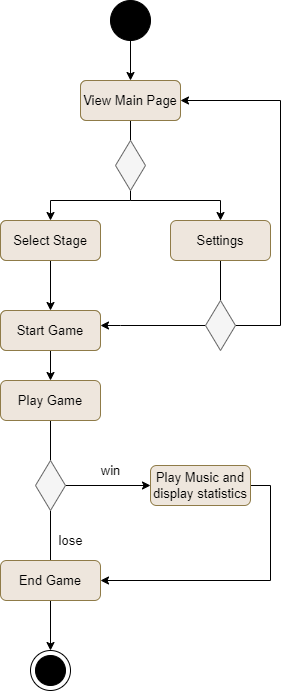 View Main Page
Select Stage
Settings
Start Game
Play Game
win
Play Music and
display statistics
lose
End Game